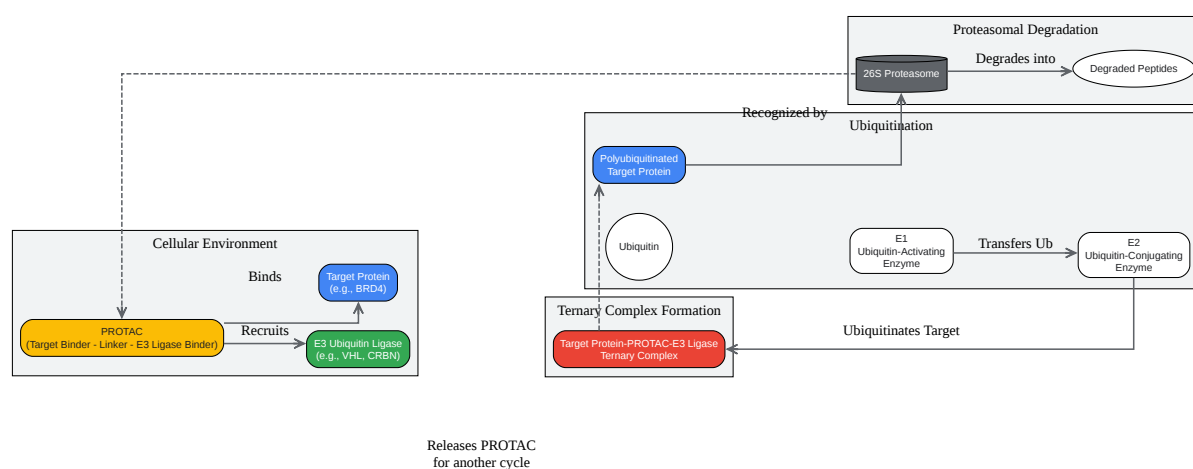 Proteasomal Degradation
26S Proteasome
Degrades into
Degraded Peptides
Recognized by
Ubiquitination
Polyubiquitinated
Target Protein
Ubiquitin
E1
Ubiquitin-Activating
Enzyme
Transfers Ub
E2
Ubiquitin-Conjugating
Enzyme
Cellular Environment
Binds
Target Protein
(e.g., BRD4)
PROTAC
(Target Binder - Linker - E3 Ligase Binder)
Recruits
E3 Ubiquitin Ligase
(e.g., VHL, CRBN)
Ternary Complex Formation
Target Protein-PROTAC-E3 Ligase
Ternary Complex
Ubiquitinates Target
Releases PROTAC
for another cycle